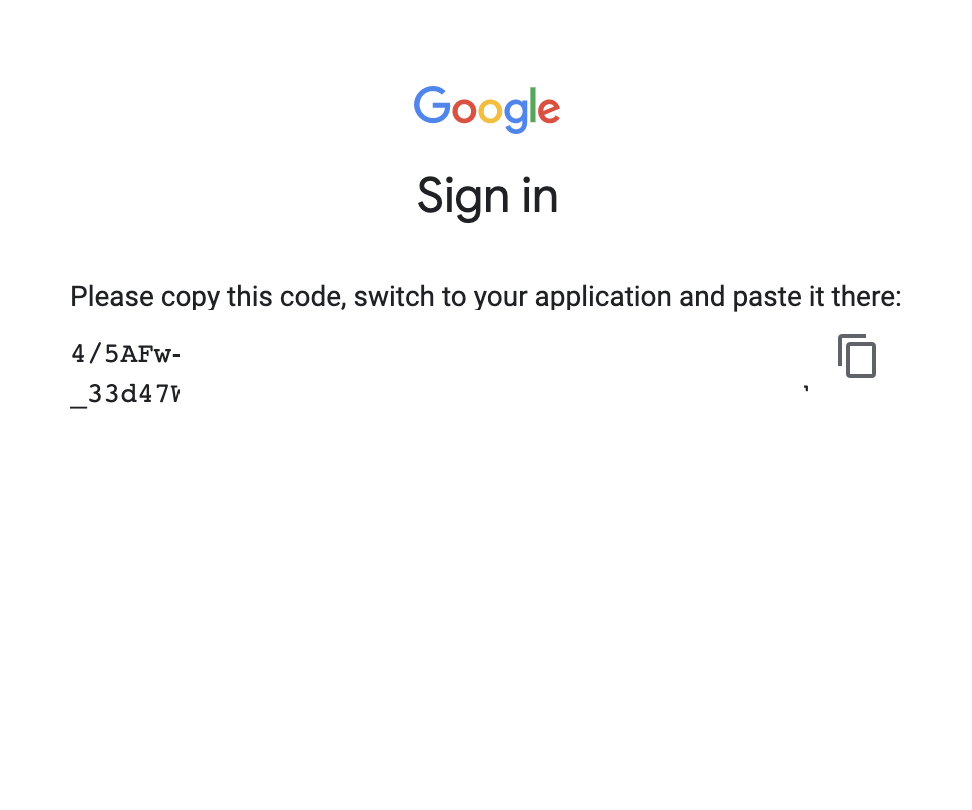 Google
Sign in
Please copy this code, switch to your application and paste it there:
4/5AFw-
_33d47